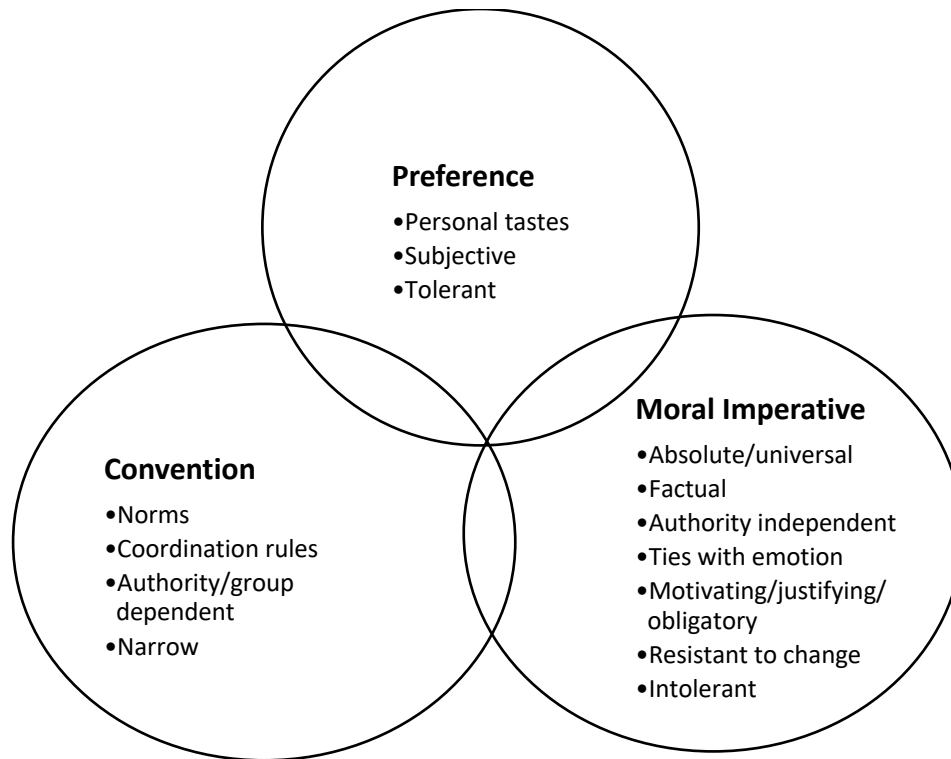 Preference
•Personal tastes
•Subjective
•Tolerant
Convention
•Norms
•Coordination rules
•Authority/group
dependent
•Narrow
Moral Imperative
•Absolute/universal
•Factual
•Authority independent
•Ties with emotion
•Motivating/justifying/
obligatory
•Resistant to change
•Intolerant